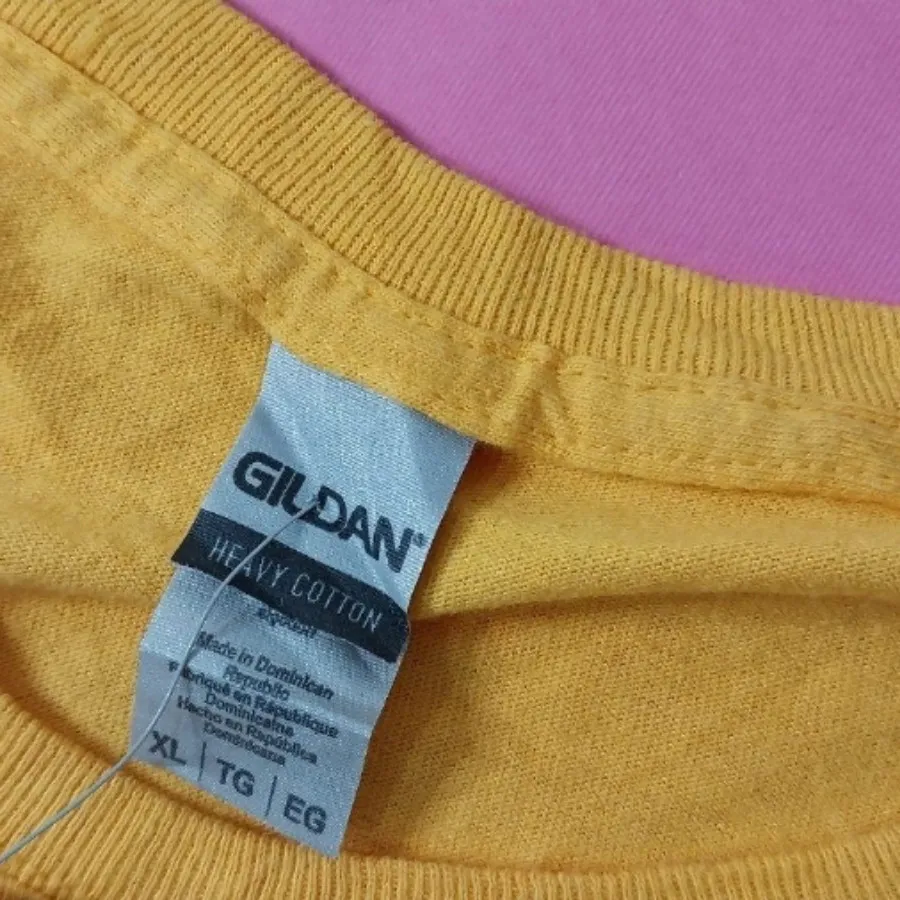 GILDAN®
HEAVY COTTON
Made in Dominican
Republic
Fabriqué en République
Dominicaine
Hecho en República
Dominicana
XL | TG | EG